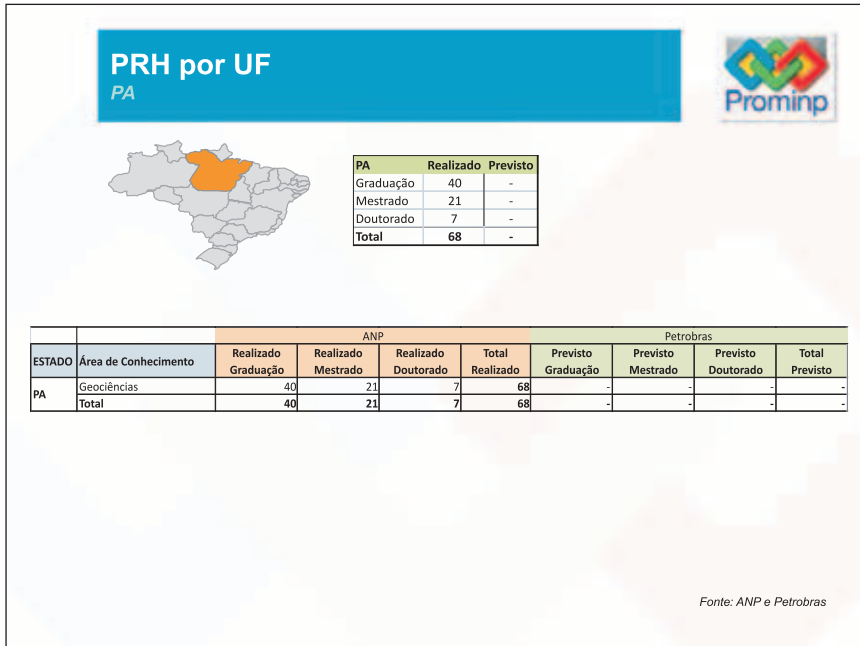 PRH por UF
PA
Prominp
PA Realizado Previsto
Graduação 40 -
Mestrado 21 -
Doutorado 7 -
Total 68 -
ANP Petrobras
ESTADO Área de Conhecimento Realizado Graduação Realizado Mestrado Realizado Doutorado Total Realizado Previsto Graduação Previsto Mestrado Previsto Doutorado Total Previsto
PA Geociências 40 21 7 68 - - - -
Total 40 21 7 68 - - - -
Fonte: ANP e Petrobras